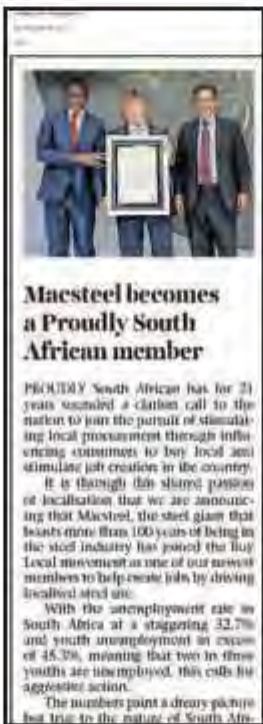 Macsteel becomes
a Proudly South
African member
PROUDLY South African has for 21
years sounded a clarion call to the
nation to join the pursuit of stimulat-
ing local procurement through influ-
encing consumers to buy local and
stimulate job creation in the country.
It is through this shared passion
of localisation that we are announc-
ing that Macsteel, the steel giant that
boasts more than 100 years of being in
the steel industry has joined the Buy
Local movement as one of our newest
members to help create jobs by driving
localised steel use.
With the unemployment rate in
South Africa at a staggering 32.7%
and youth unemployment in excess
of 45.3%, meaning that two in three
youths are unemployed, this calls for
aggressive action.
The numbers paint a dreary picture
but true to the nature of South Afri-